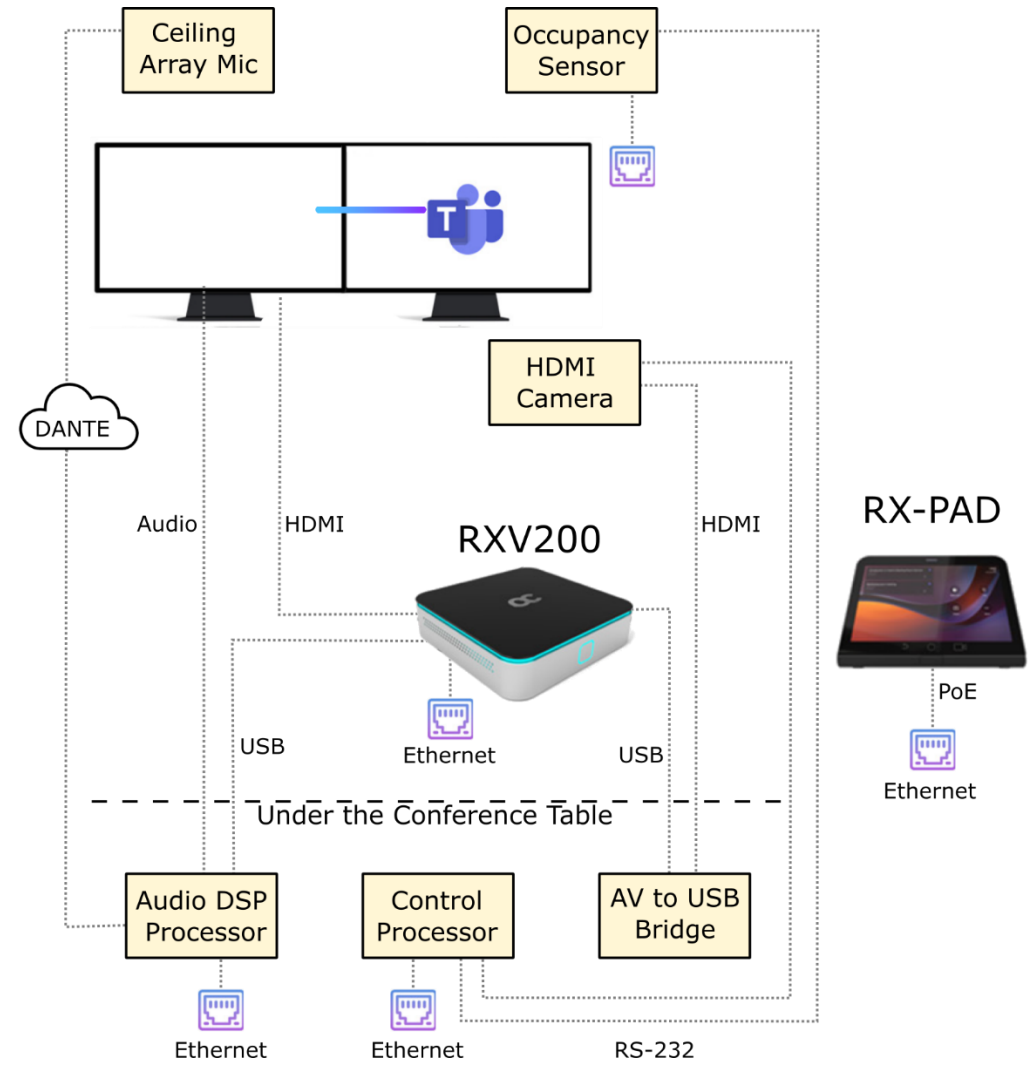 Ceiling
Array Mic
Occupancy
Sensor
T
HDMI
Camera
DANTE
Audio
HDMI
HDMI
RXV200
RX-PAD
PoE
USB
USB
Ethernet
Ethernet
Under the Conference Table
Audio DSP
Processor
Control
Processor
AV to USB
Bridge
Ethernet
Ethernet
RS-232